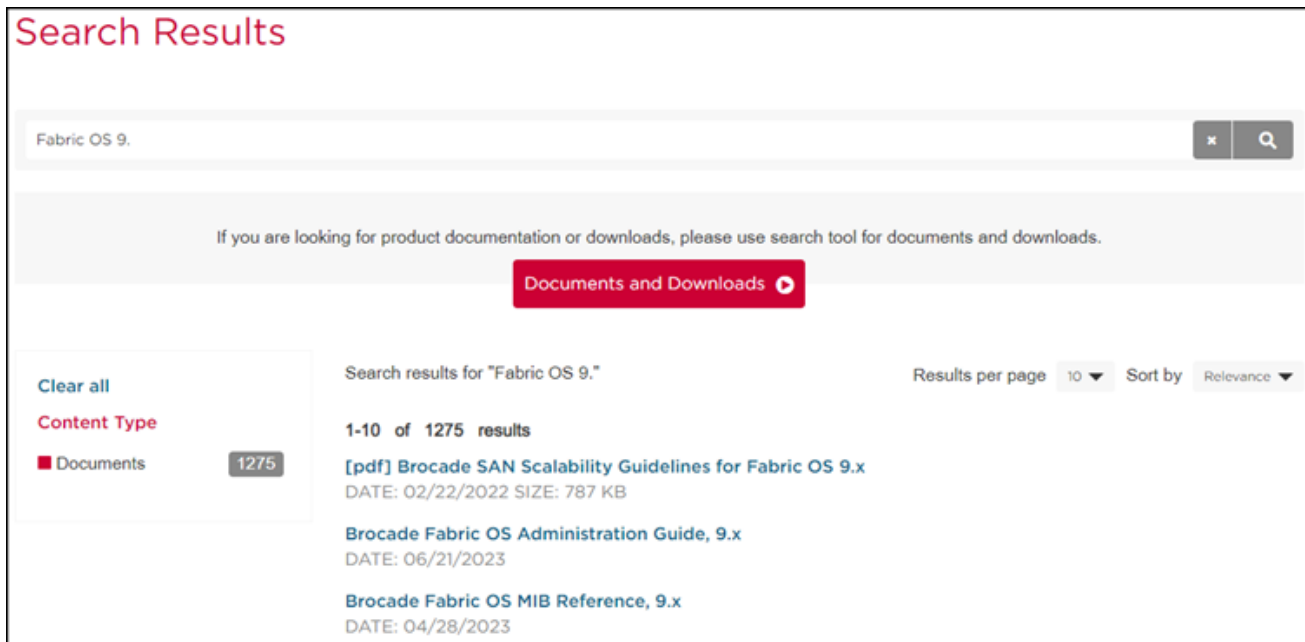 Search Results
Fabric OS 9.
If you are looking for product documentation or downloads, please use search tool for documents and downloads.
Documents and Downloads
Clear all
Content Type
Documents 1275
Search results for "Fabric OS 9."
Results per page 10 Sort by Relevance
1-10 of 1275 results
[pdf] Brocade SAN Scalability Guidelines for Fabric OS 9.x
DATE: 02/22/2022 SIZE: 787 KB
Brocade Fabric OS Administration Guide, 9.x
DATE: 06/21/2023
Brocade Fabric OS MIB Reference, 9.x
DATE: 04/28/2023